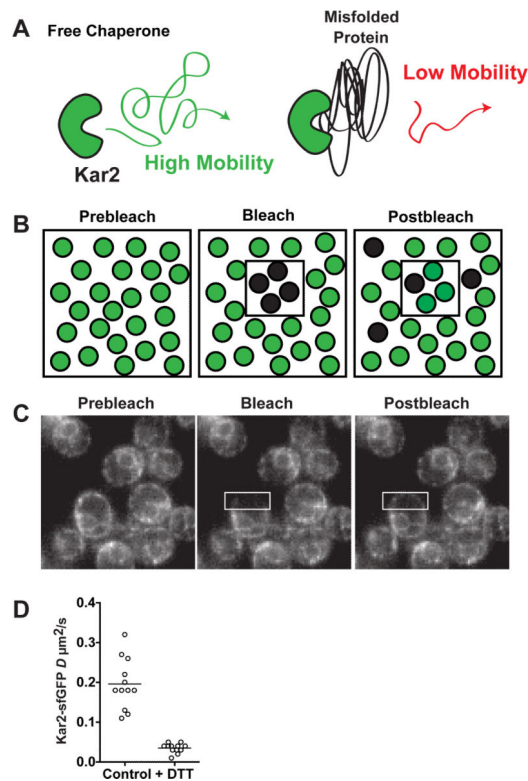 A
Free Chaperone
Misfolded
Protein
Low Mobility
High Mobility
Kar2
B
Prebleach
Bleach
Postbleach
C
Prebleach
Bleach
Postbleach
D
Kar2-sfGFP D µm²/s
0.4
0.3
0.2
0.1
0.0
Control + DTT